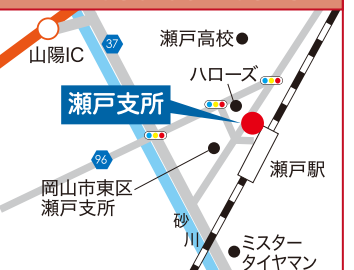 37
瀬戸高校
山陽IC
ハローズ
瀬戸支所
96
瀬戸駅
岡山市東区
瀬戸支所
砂
川
ミスター
タイヤマン